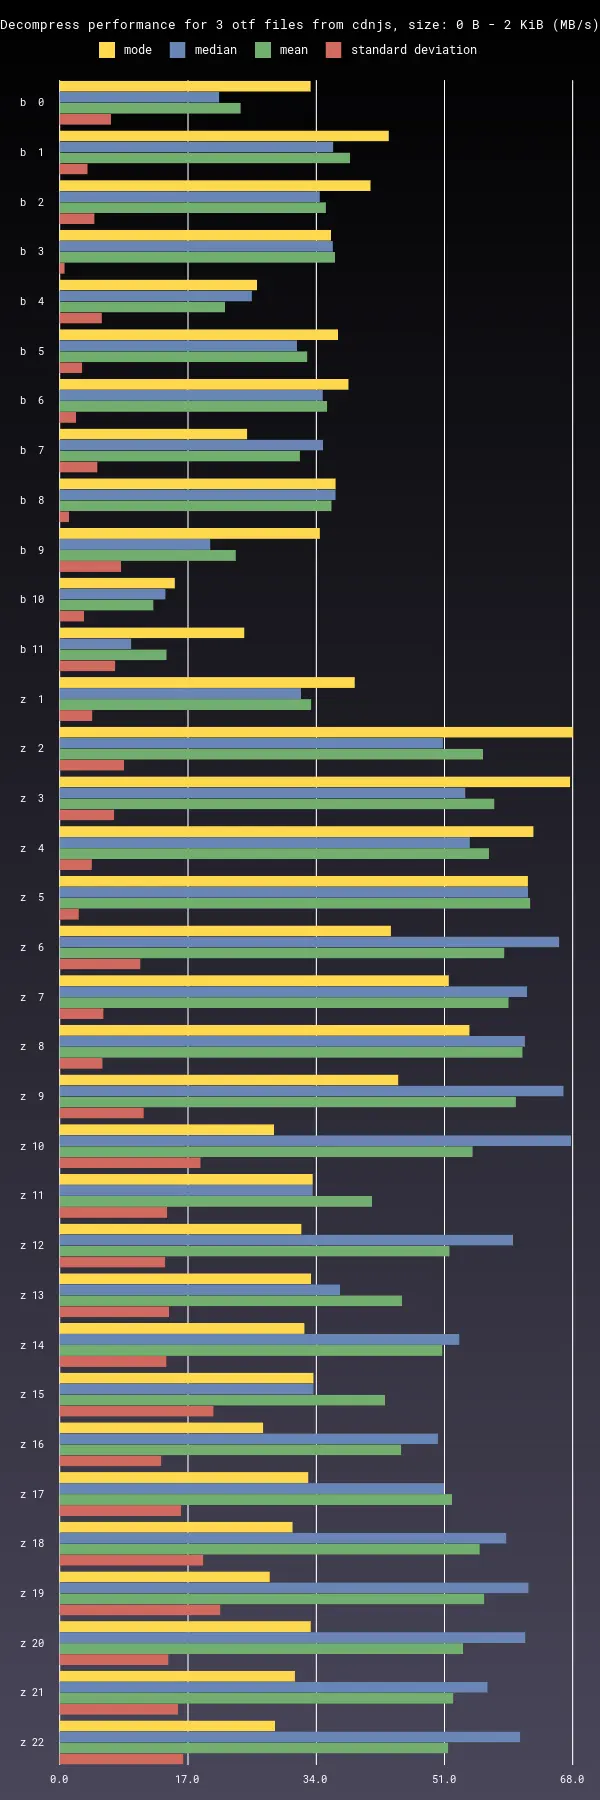 Decompress performance for 3 otf files from cdnjs, size: 0 B - 2 KiB (MB/s)
mode median mean standard deviation
b 0
b 1
b 2
b 3
b 4
b 5
b 6
b 7
b 8
b 9
b 10
b 11
z 1
z 2
z 3
z 4
z 5
z 6
z 7
z 8
z 9
z 10
z 11
z 12
z 13
z 14
z 15
z 16
z 17
z 18
z 19
z 20
z 21
z 22
0.0 17.0 34.0 51.0 68.0